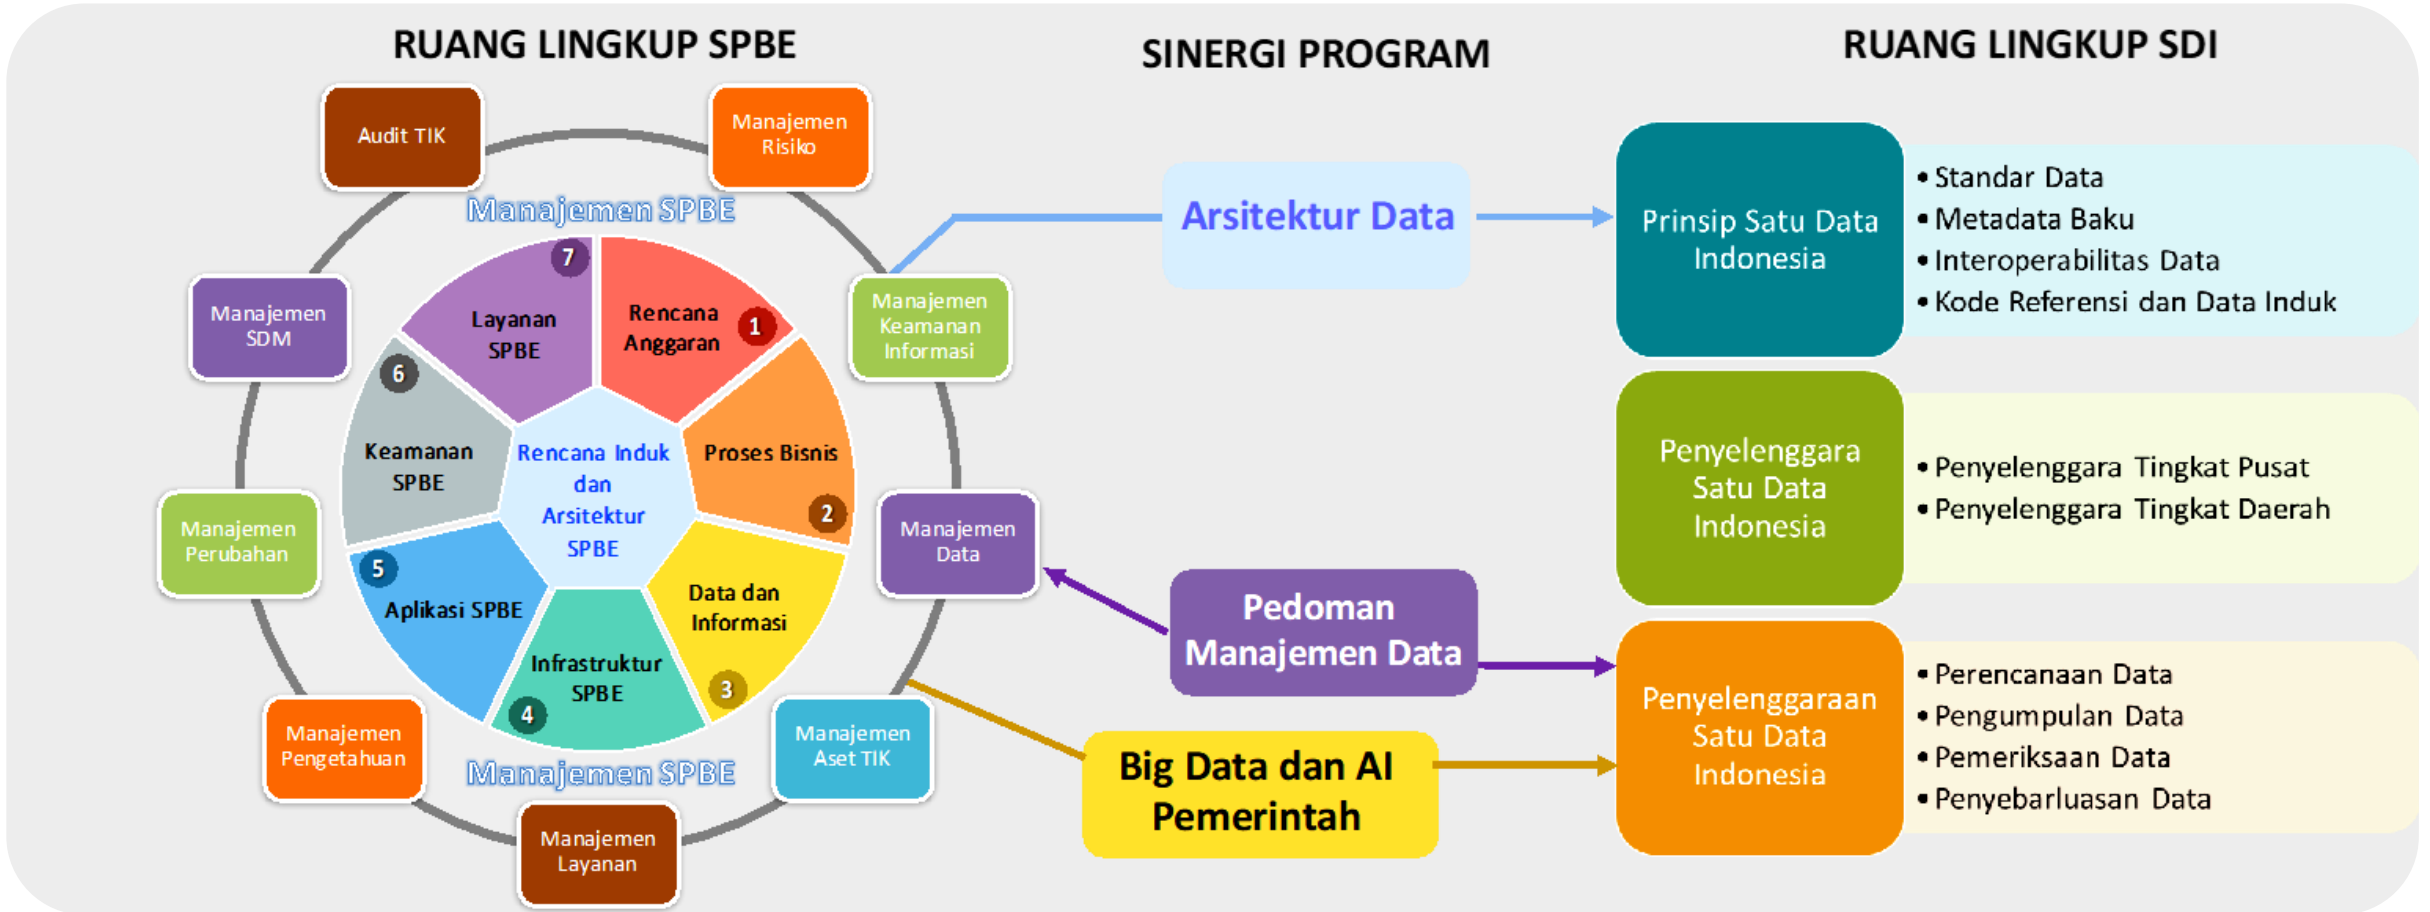 RUANG LINGKUP SPBE
SINERGI PROGRAM
RUANG LINGKUP SDI
Audit TIK
Manajemen
Risiko
Manajemen SPBE
Manajemen
SDM
Manajemen
Keamanan
Informasi
Manajemen
Perubahan
Manajemen
Data
Manajemen
Pengetahuan
Manajemen
Aset TIK
Manajemen SPBE
Manajemen
Layanan
7
Layanan
SPBE
Rencana
Anggaran
1
6
Keamanan
SPBE
Rencana Induk
dan
Arsitektur
SPBE
Proses Bisnis
2
5
Aplikasi SPBE
Data dan
Informasi
3
Infrastruktur
SPBE
4
Arsitektur Data
Pedoman
Manajemen Data
Big Data dan AI
Pemerintah
Prinsip Satu Data
Indonesia
• Standar Data
• Metadata Baku
• Interoperabilitas Data
• Kode Referensi dan Data Induk
Penyelenggara
Satu Data
Indonesia
• Penyelenggara Tingkat Pusat
• Penyelenggara Tingkat Daerah
Penyelenggaraan
Satu Data
Indonesia
• Perencanaan Data
• Pengumpulan Data
• Pemeriksaan Data
• Penyebarluasan Data